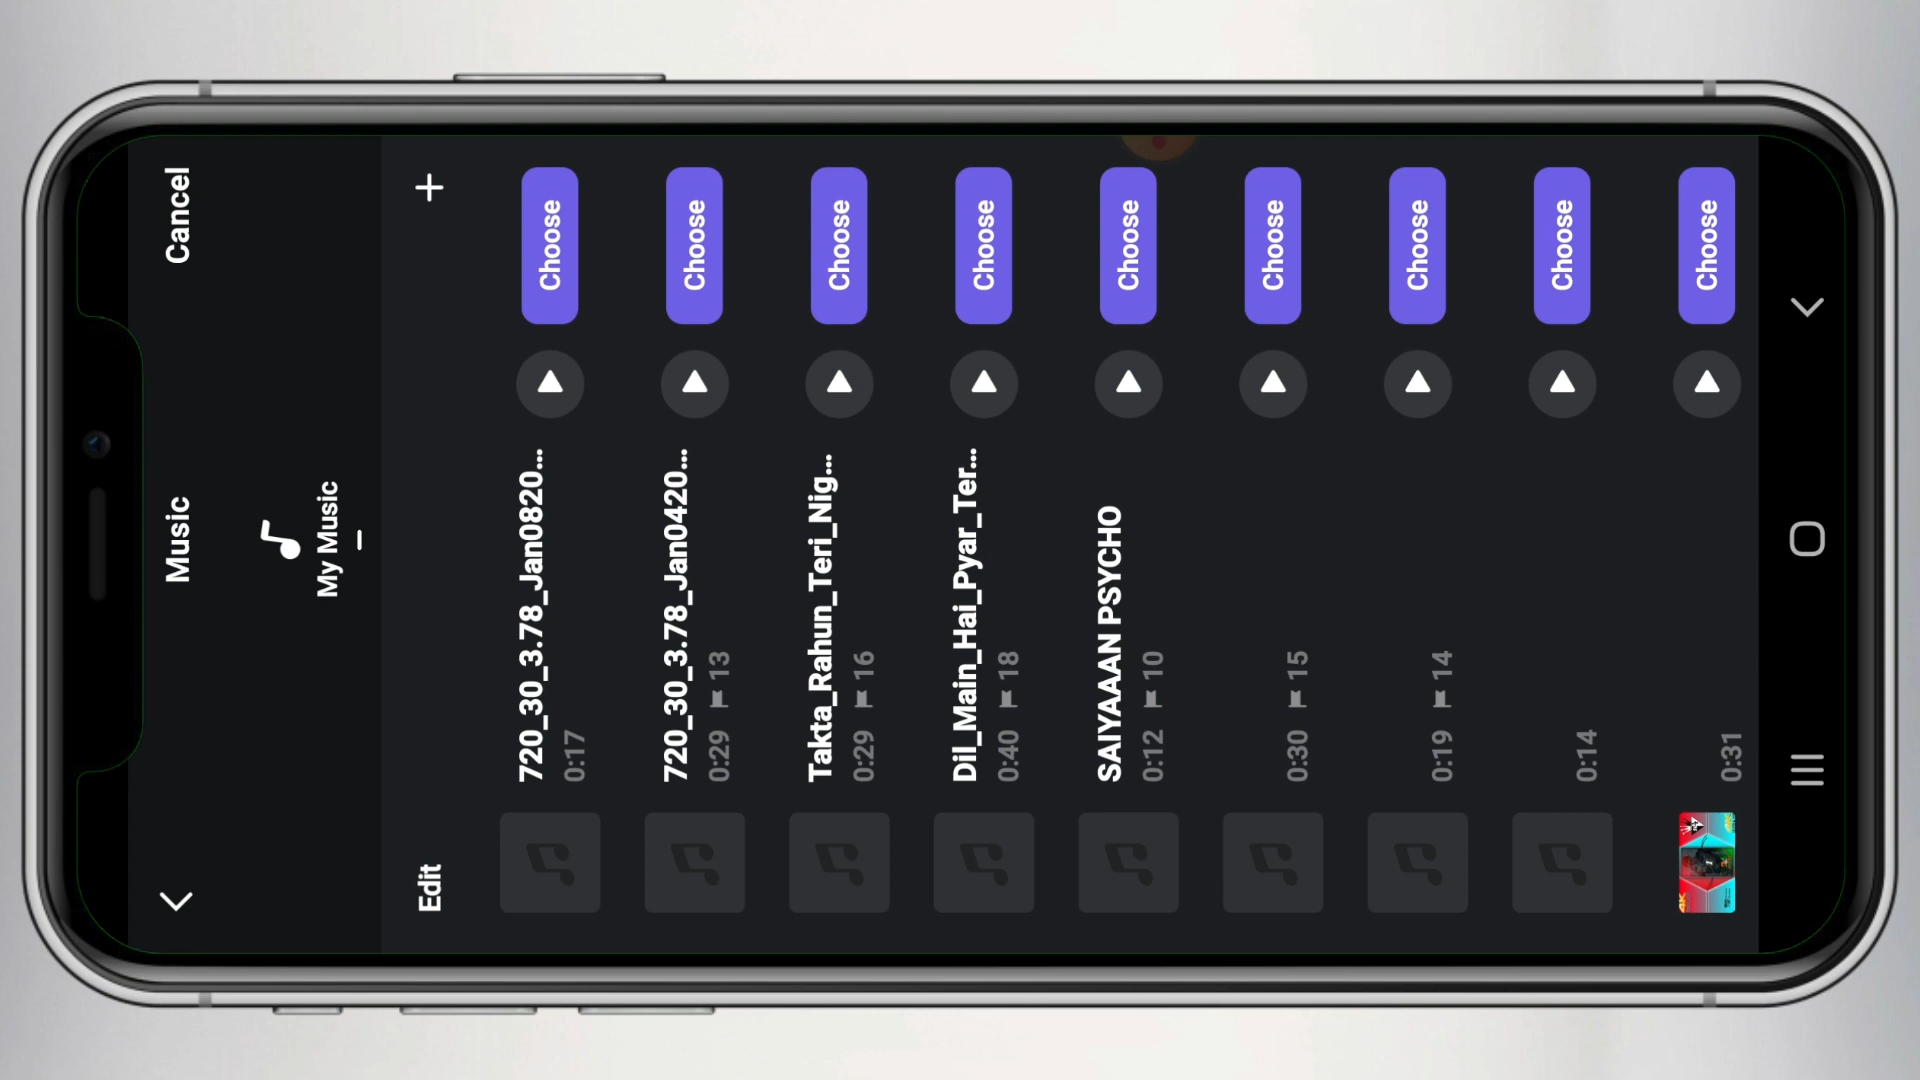 Music
Cancel
My Music
Edit
+
720_30_3.78_Jan0820...
0:17
Choose
720_30_3.78_Jan0420...
0:29 13
Choose
Takta_Rahun_Teri_Nig...
0:29 16
Choose
Dil_Main_Hai_Pyar_Ter...
0:40 18
Choose
SAIYAAAN PSYCHO
0:12 10
Choose
0:30 15
Choose
0:19 14
Choose
0:14
Choose
0:31
Choose
4K